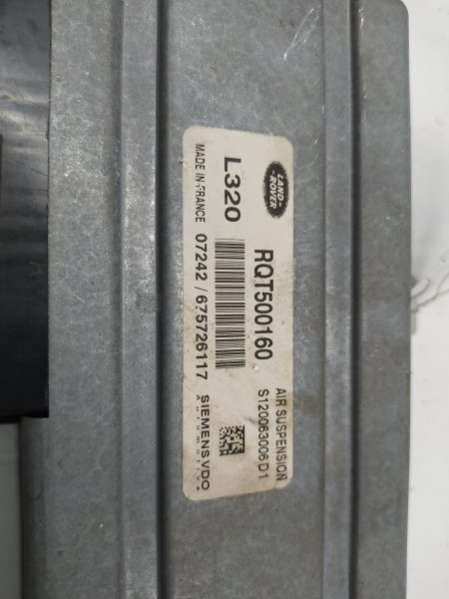 LAND-
-ROVER
L320
MADE IN FRANCE
RQT500160
07242 / 675726117
AIR SUSPENSION
S120063006 D1
SIEMENS VDO